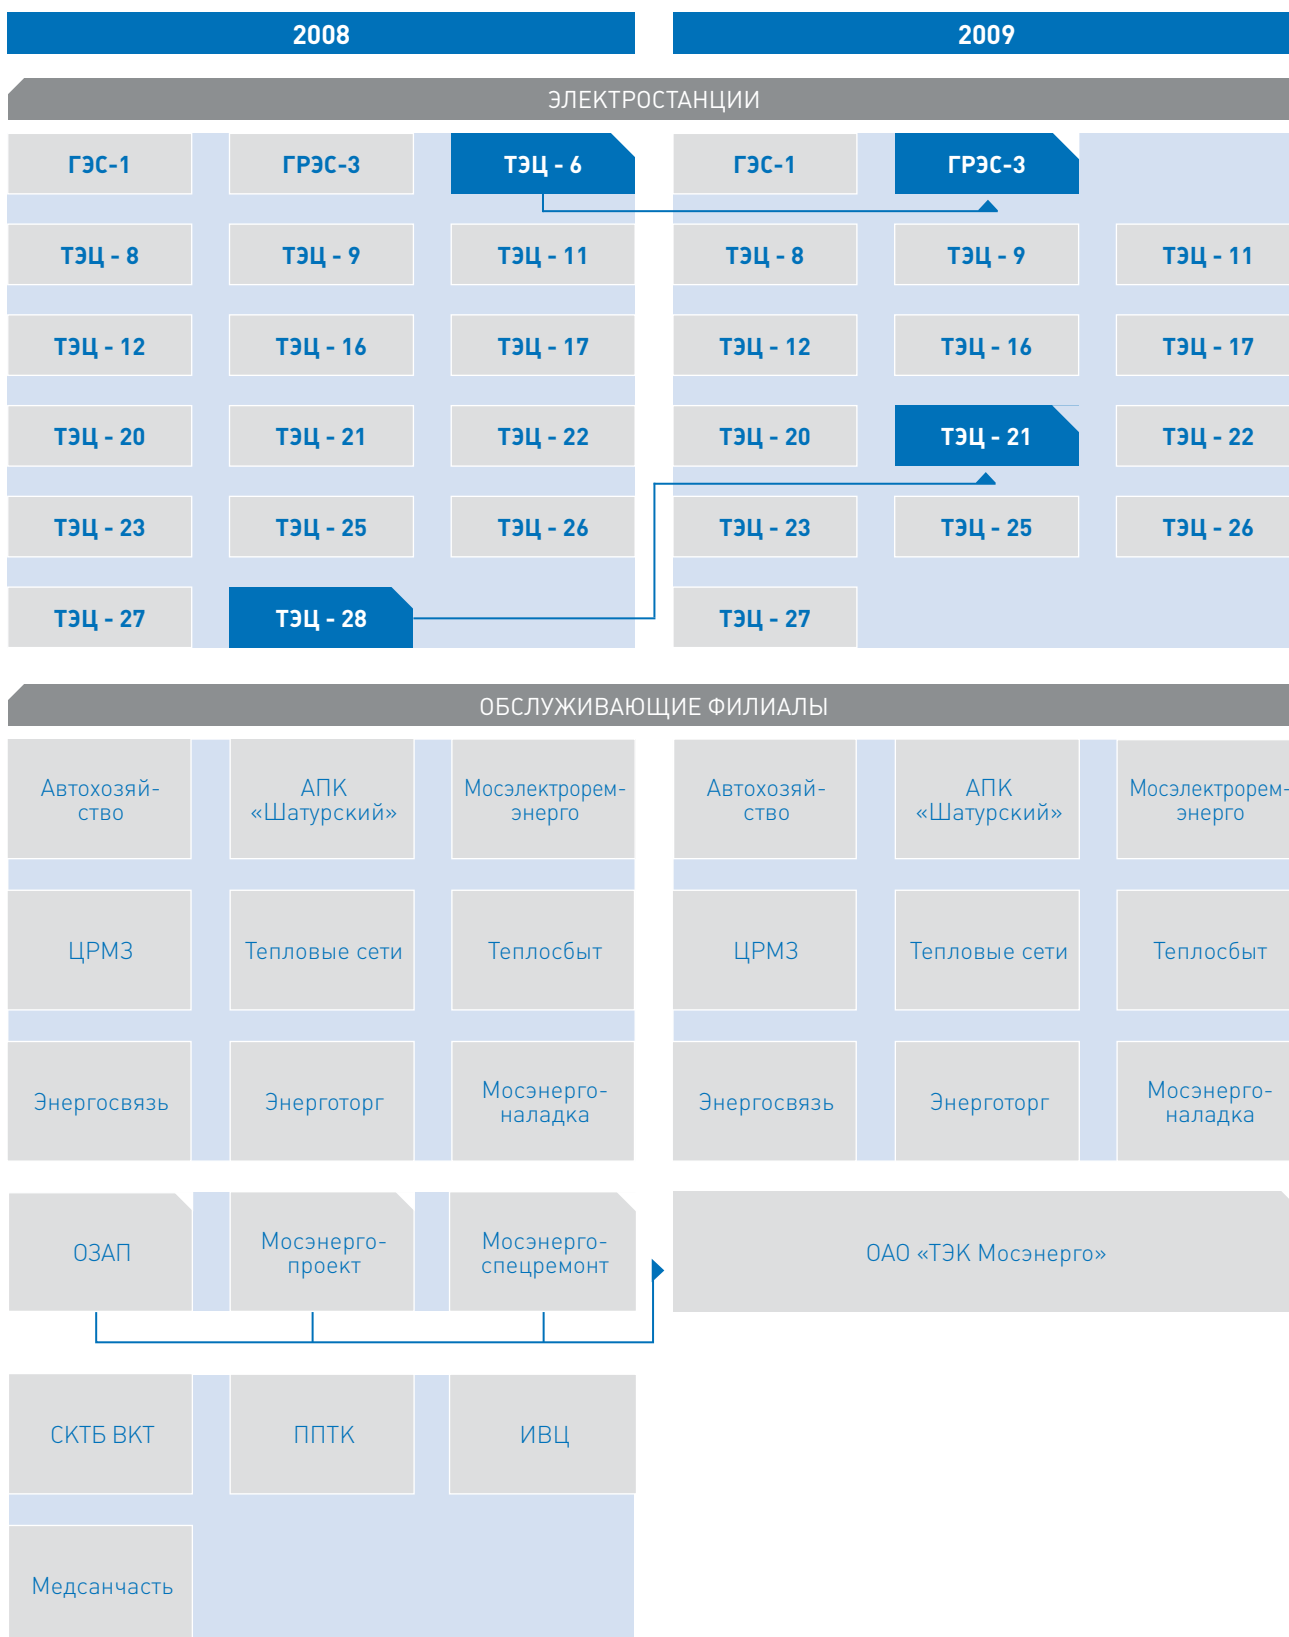 2008
2009
ЭЛЕКТРОСТАНЦИИ
ГЭС-1
ГРЭС-3
ТЭЦ - 6
ГЭС-1
ГРЭС-3
ТЭЦ - 8
ТЭЦ - 9
ТЭЦ - 11
ТЭЦ - 8
ТЭЦ - 9
ТЭЦ - 11
ТЭЦ - 12
ТЭЦ - 16
ТЭЦ - 17
ТЭЦ - 12
ТЭЦ - 16
ТЭЦ - 17
ТЭЦ - 20
ТЭЦ - 21
ТЭЦ - 22
ТЭЦ - 20
ТЭЦ - 21
ТЭЦ - 22
ТЭЦ - 23
ТЭЦ - 25
ТЭЦ - 26
ТЭЦ - 23
ТЭЦ - 25
ТЭЦ - 26
ТЭЦ - 27
ТЭЦ - 28
ТЭЦ - 27
ОБСЛУЖИВАЮЩИЕ ФИЛИАЛЫ
Автохозяй-
ство
АПК
«Шатурский»
Мосэлектрорем-
энерго
Автохозяй-
ство
АПК
«Шатурский»
Мосэлектрорем-
энерго
ЦРМЗ
Тепловые сети
Теплосбыт
ЦРМЗ
Тепловые сети
Теплосбыт
Энергосвязь
Энерготорг
Мосэнерго-
наладка
Энергосвязь
Энерготорг
Мосэнерго-
наладка
ОЗАП
Мосэнерго-
проект
Мосэнерго-
спецремонт
ОАО «ТЭК Мосэнерго»
СКТБ ВКТ
ППТК
ИВЦ
Медсанчасть